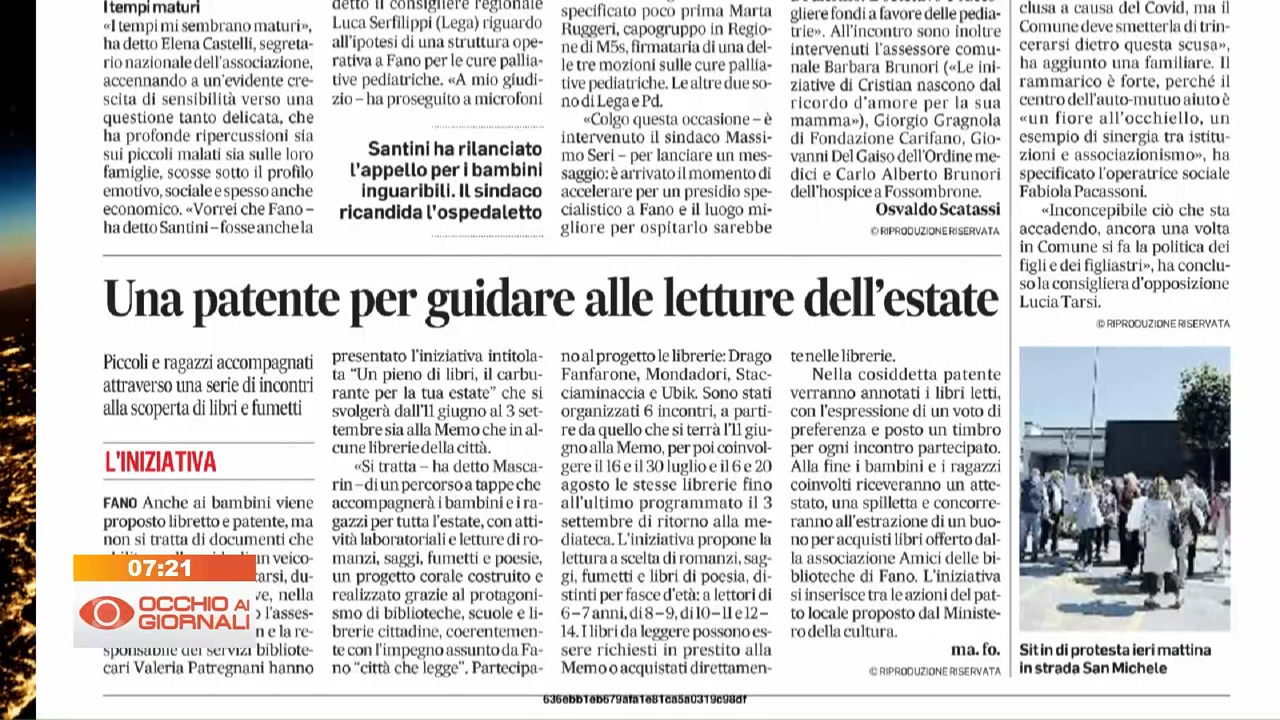 I tempi maturi
«I tempi mi sembrano maturi»,
ha detto Elena Castelli, segreta-
rio nazionale dell'associazione,
accennando a un'evidente cre-
scita di sensibilità verso una
questione tanto delicata, che
ha profonde ripercussioni sia
sui piccoli malati sia sulle loro
famiglie, scosse sotto il profilo
emotivo, sociale e spesso anche
economico. «Vorrei che Fano –
ha detto Santini – fosse anche la
detto il consigliere regionale
Luca Serfilippi (Lega) riguardo
all'ipotesi di una struttura ope-
rativa a Fano per le cure pallia-
tive pediatriche. «A mio giudi-
zio – ha proseguito a microfoni
Santini ha rilanciato
l'appello per i bambini
inguaribili. Il sindaco
ricandida l'ospedaletto
specificato poco prima Marta
Ruggeri, capogruppo in Regio-
ne di M5s, firmataria di una del-
le tre mozioni sulle cure pallia-
tive pediatriche. Le altre due so-
no di Lega e Pd.
«Colgo questa occasione – è
intervenuto il sindaco Massi-
mo Seri – per lanciare un mes-
saggio: è arrivato il momento di
accelerare per un presidio spe-
cialistico a Fano e il luogo mi-
gliore per ospitarlo sarebbe
gliere fondi a favore delle pedia-
trie». All'incontro sono inoltre
intervenuti l'assessore comu-
nale Barbara Brunori («Le ini-
ziative di Cristian nascono dal
ricordo d'amore per la sua
mamma»), Giorgio Gragnola
di Fondazione Carifano, Gio-
vanni Del Gaiso dell'Ordine me-
dici e Carlo Alberto Brunori
dell'hospice a Fossombrone.
Osvaldo Scatassi
© RIPRODUZIONE RISERVATA
clusa a causa del Covid, ma il
Comune deve smetterla di trin-
cerarsi dietro questa scusa»,
ha aggiunto una familiare. Il
rammarico è forte, perché il
centro dell'auto-mutuo aiuto è
«un fiore all'occhiello, un
esempio di sinergia tra istitu-
zioni e associazionismo», ha
specificato l'operatrice sociale
Fabiola Pacassoni.
«Inconcepibile ciò che sta
accadendo, ancora una volta
in Comune si fa la politica dei
figli e dei figliastri», ha conclu-
so la consigliera d'opposizione
Lucia Tarsi.
© RIPRODUZIONE RISERVATA
Una patente per guidare alle letture dell'estate
Piccoli e ragazzi accompagnati
attraverso una serie di incontri
alla scoperta di libri e fumetti
L'INIZIATIVA
FANO Anche ai bambini viene
proposto libretto e patente, ma
non si tratta di documenti che
un veico-
tarsi, du-
ve, nella
o l'asses-
n e la re-
sponsabile dei servizi bibliote-
cari Valeria Patregnani hanno
presentato l'iniziativa intitola-
ta "Un pieno di libri, il carbu-
rante per la tua estate" che si
svolgerà dall'11 giugno al 3 set-
tembre sia alla Memo che in al-
cune librerie della città.
«Si tratta – ha detto Masca-
rin – di un percorso a tappe che
accompagnerà i bambini e i ra-
gazzi per tutta l'estate, con atti-
vità laboratoriali e letture di ro-
manzi, saggi, fumetti e poesie,
un progetto corale costruito e
realizzato grazie al protagoni-
smo di biblioteche, scuole e li-
brerie cittadine, coerentemen-
te con l'impegno assunto da Fa-
no "città che legge". Partecipa-
no al progetto le librerie: Drago
Fanfarone, Mondadori, Stac-
ciaminaccia e Ubik. Sono stati
organizzati 6 incontri, a parti-
re da quello che si terrà l'11 giu-
gno alla Memo, per poi coinvol-
gere il 16 e il 30 luglio e il 6 e 20
agosto le stesse librerie fino
all'ultimo programmato il 3
settembre di ritorno alla me-
diateca. L'iniziativa propone la
lettura a scelta di romanzi, sag-
gi, fumetti e libri di poesia, di-
stinti per fasce d'età: a lettori di
6–7 anni, di 8–9, di 10–11 e 12–
14. I libri da leggere possono es-
sere richiesti in prestito alla
Memo o acquistati direttamen-
te nelle librerie.
Nella cosiddetta patente
verranno annotati i libri letti,
con l'espressione di un voto di
preferenza e posto un timbro
per ogni incontro partecipato.
Alla fine i bambini e i ragazzi
coinvolti riceveranno un atte-
stato, una spilletta e concorre-
ranno all'estrazione di un buo-
no per acquisti libri offerto dal-
la associazione Amici delle bi-
blioteche di Fano. L'iniziativa
si inserisce tra le azioni del pat-
to locale proposto dal Ministe-
ro della cultura.
ma. fo.
© RIPRODUZIONE RISERVATA
Sit in di protesta ieri mattina
in strada San Michele
07:21
OCCHIO AI
GIORNALI